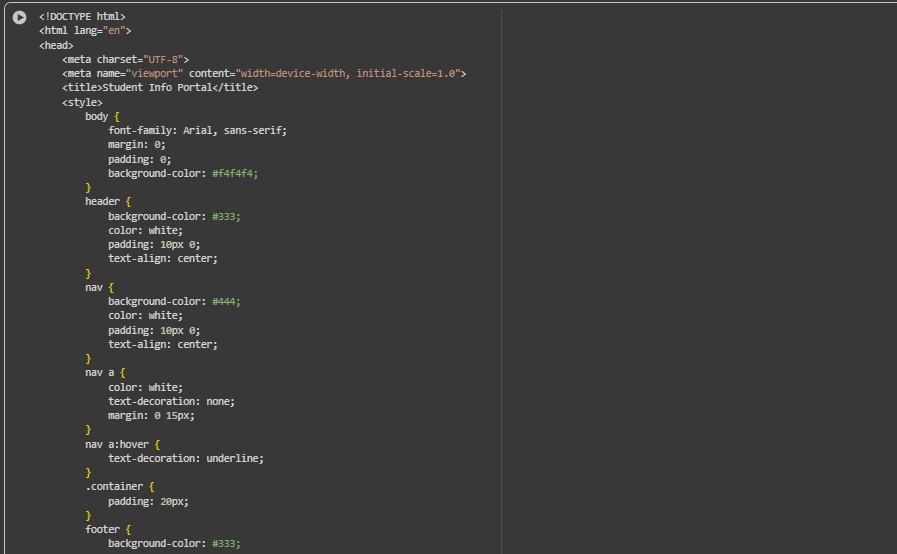 <!DOCTYPE html>
<html lang="en">
<head>
    <meta charset="UTF-8">
    <meta name="viewport" content="width=device-width, initial-scale=1.0">
    <title>Student Info Portal</title>
    <style>
        body {
            font-family: Arial, sans-serif;
            margin: 0;
            padding: 0;
            background-color: #f4f4f4;
        }
        header {
            background-color: #333;
            color: white;
            padding: 10px 0;
            text-align: center;
        }
        nav {
            background-color: #444;
            color: white;
            padding: 10px 0;
            text-align: center;
        }
        nav a {
            color: white;
            text-decoration: none;
            margin: 0 15px;
        }
        nav a:hover {
            text-decoration: underline;
        }
        .container {
            padding: 20px;
        }
        footer {
            background-color: #333;